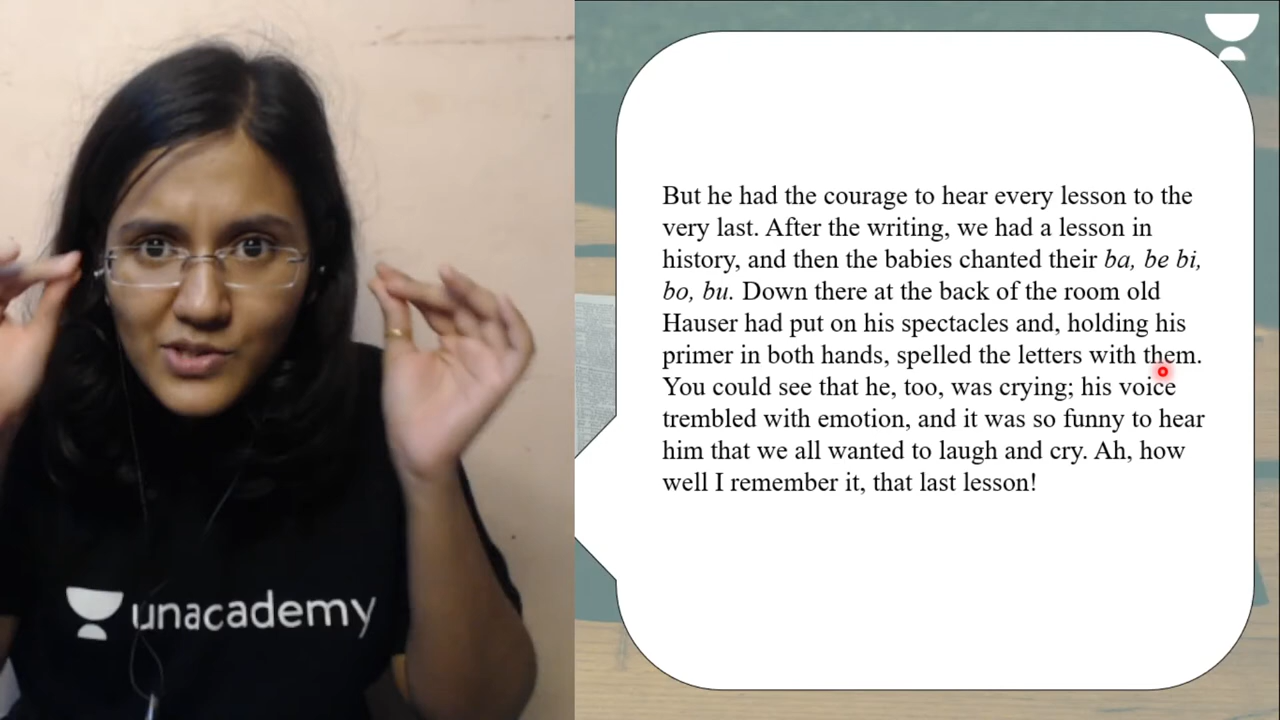 But he had the courage to hear every lesson to the
very last. After the writing, we had a lesson in
history, and then the babies chanted their ba, be bi,
bo, bu. Down there at the back of the room old
Hauser had put on his spectacles and, holding his
primer in both hands, spelled the letters with them.
You could see that he, too, was crying; his voice
trembled with emotion, and it was so funny to hear
him that we all wanted to laugh and cry. Ah, how
well I remember it, that last lesson!
unacademy